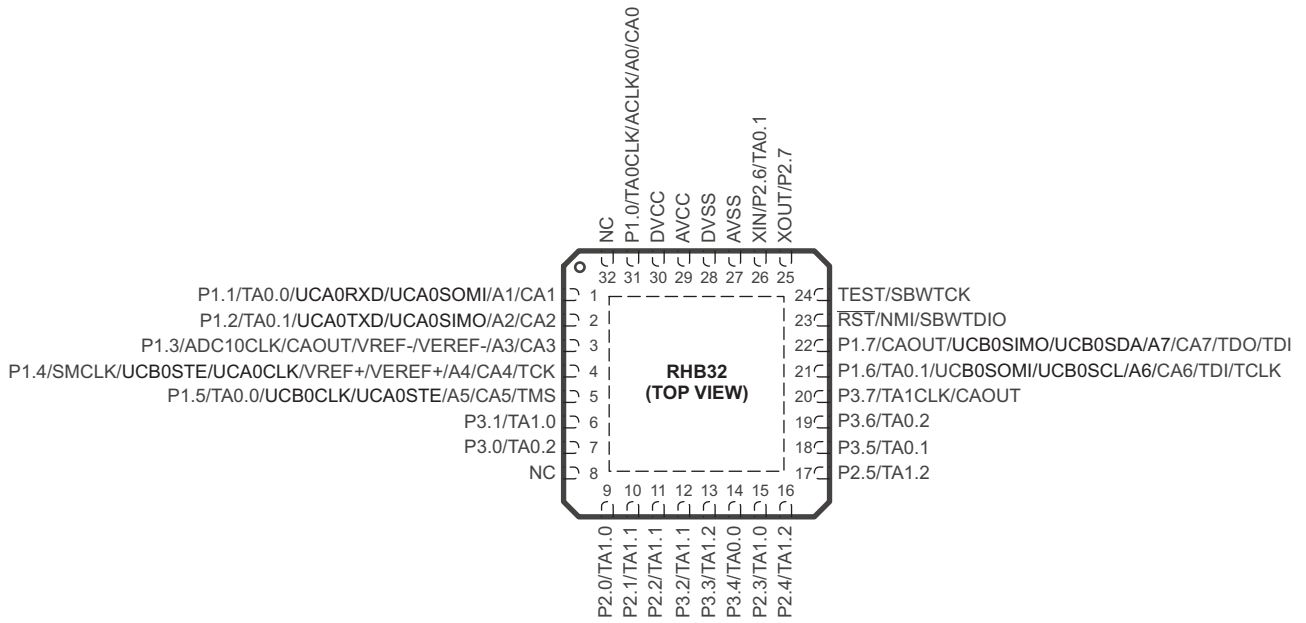 NC
P1.0/TA0CLK/ACLK/A0/CA0
DVCC
AVCC
DVSS
AVSS
XIN/P2.6/TA0.1
XOUT/P2.7
32 31 30 29 28 27 26 25
P1.1/TA0.0/UCA0RXD/UCA0SOMI/A1/CA1 1
P1.2/TA0.1/UCA0TXD/UCA0SIMO/A2/CA2 2
P1.3/ADC10CLK/CAOUT/VREF-/VEREF-/A3/CA3 3
P1.4/SMCLK/UCB0STE/UCA0CLK/VREF+/VEREF+/A4/CA4/TCK 4
P1.5/TA0.0/UCB0CLK/UCA0STE/A5/CA5/TMS 5
P3.1/TA1.0 6
P3.0/TA0.2 7
NC 8
RHB32
(TOP VIEW)
24 TEST/SBWTCK
23 RST/NMI/SBWTDIO
22 P1.7/CAOUT/UCB0SIMO/UCB0SDA/A7/CA7/TDO/TDI
21 P1.6/TA0.1/UCB0SOMI/UCB0SCL/A6/CA6/TDI/TCLK
20 P3.7/TA1CLK/CAOUT
19 P3.6/TA0.2
18 P3.5/TA0.1
17 P2.5/TA1.2
9 10 11 12 13 14 15 16
P2.0/TA1.0
P2.1/TA1.1
P2.2/TA1.1
P3.2/TA1.1
P3.3/TA1.2
P3.4/TA0.0
P2.3/TA1.0
P2.4/TA1.2